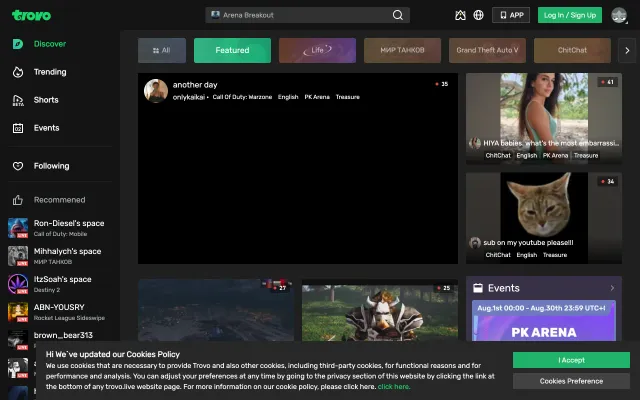 trovo
Arena Breakout
APP
Log In / Sign Up
Discover
Trending
Shorts
BETA
Events
Following
Recommened
Ron-Diesel's space
Call of Duty: Mobile
LIVE
Mihhalych's space
МИР ТАНКОВ
LIVE
ItzSoah's space
Destiny 2
LIVE
ABN-YOUSRY
Rocket League Sideswipe
LIVE
brown_bear313
LIVE
All
Featured
Life
МИР ТАНКОВ
Grand Theft Auto V
ChitChat
another day
35
onlykaikai • Call Of Duty: Warzone English PK Arena Treasure
41
HIYA babies. what's the most embarrassi...
ChitChat English PK Arena Treasure
34
sub on my youtube please!!!
ChitChat English Treasure
27
25
Events
Aug.1st 00:00 - Aug.30th 23:59 UTC+
PK ARENA
Hi We`ve updated our Cookies Policy
We use cookies that are necessary to provide Trovo and also other cookies, including third-party cookies, for functional reasons and for
performance and analysis. You can adjust your preferences at any time by going to the privacy section of this website by clicking the link at
the bottom of any trovo.live website page. For more information on our cookie policy, please click here. click here.
I Accept
Cookies Preference